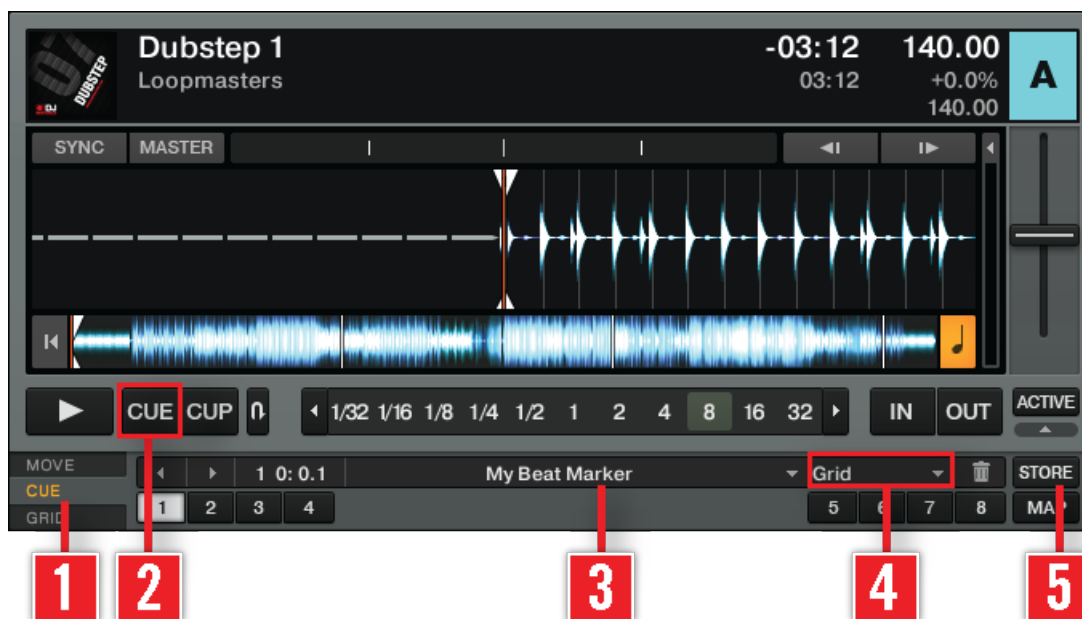 Dubstep 1 -03:12 140.00 A
Loopmasters 03:12 +0.0%
140.00
DJ DUBSTEP
SYNC MASTER
CUE CUP 1/32 1/16 1/8 1/4 1/2 1 2 4 8 16 32 IN OUT ACTIVE
MOVE
1 0: 0.1 My Beat Marker Grid STORE
CUE
1 2 3 4 5 6 7 8 MAP
GRID
1 2 3 4 5